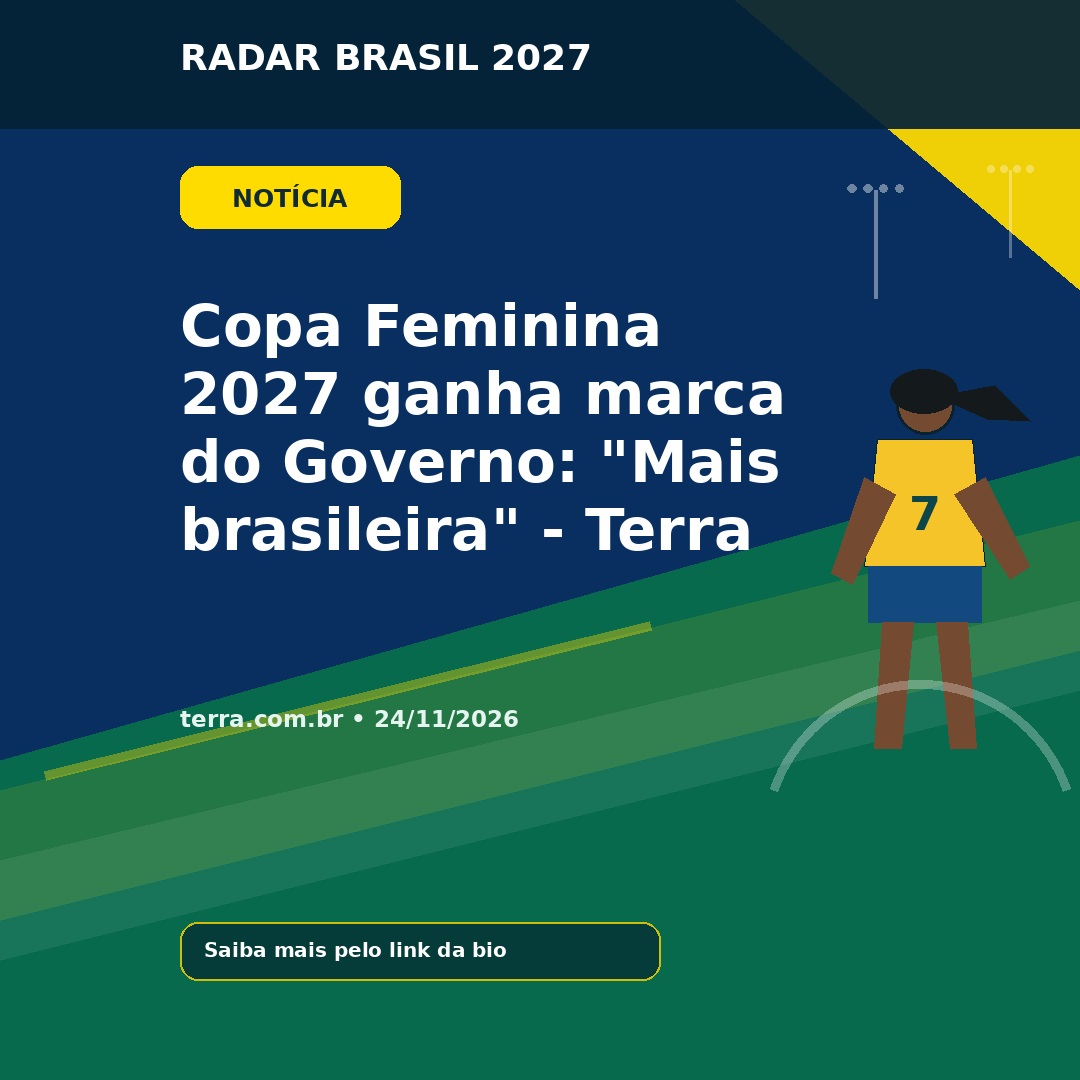 RADAR BRASIL 2027
NOTÍCIA
Copa Feminina
2027 ganha marca
do Governo: "Mais
brasileira" - Terra
7
terra.com.br • 24/11/2026
Saiba mais pelo link da bio